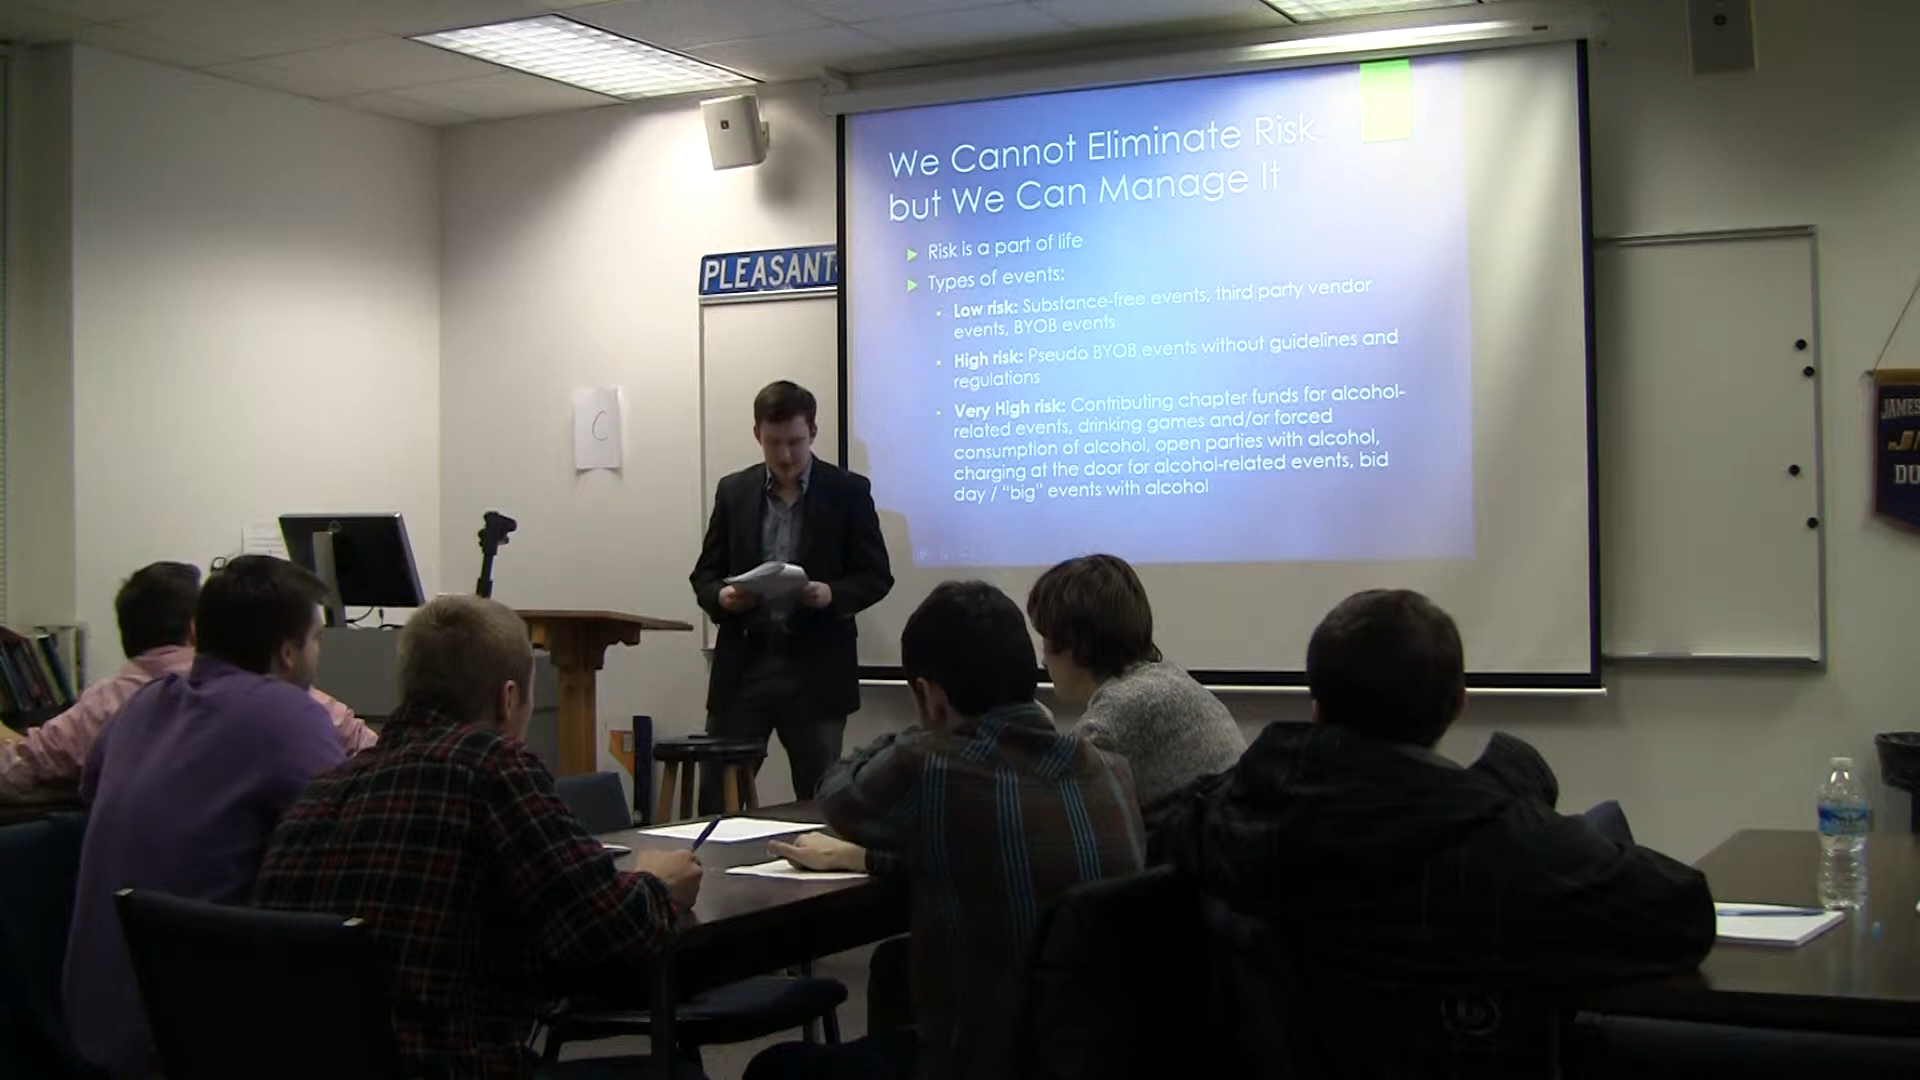 We Cannot Eliminate Risk
but We Can Manage It
Risk is a part of life
Types of events:
Low risk: Substance-free events, third party vendor
events, BYOB events
High risk: Pseudo BYOB events without guidelines and
regulations
Very High risk: Contributing chapter funds for alcohol-
related events, drinking games and/or forced
consumption of alcohol, open parties with alcohol,
charging at the door for alcohol-related events, bid
day / "big" events with alcohol
PLEASANT
C
JAMES
DU